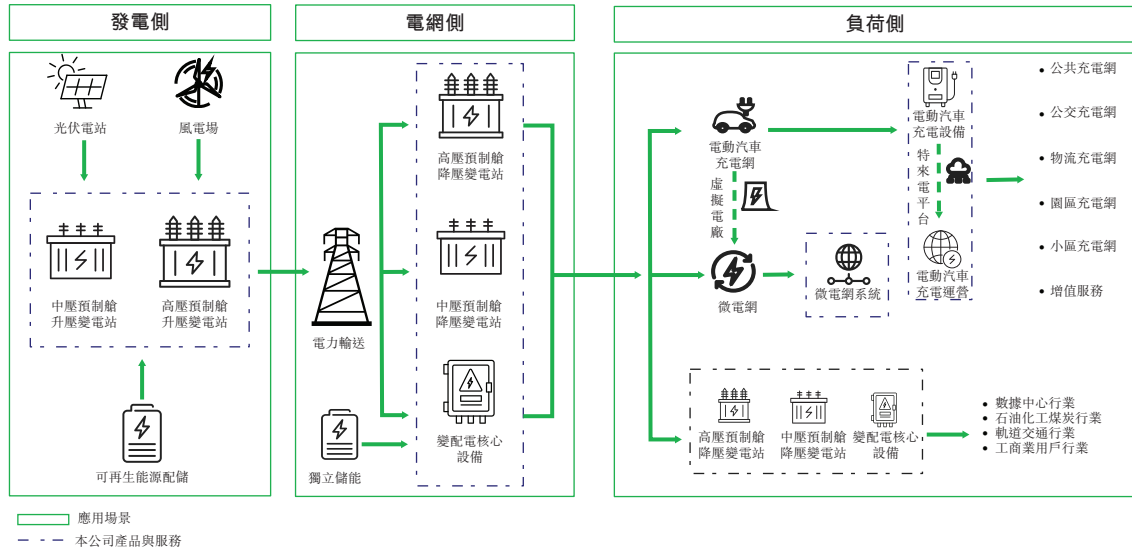 發電側
電網側
負荷側
光伏電站
風電場
中壓預制艙
升壓變電站
高壓預制艙
升壓變電站
可再生能源配儲
電力輸送
獨立儲能
高壓預制艙
降壓變電站
中壓預制艙
降壓變電站
變配電核心
設備
電動汽車
充電網
虛擬電廠
微電網
微電網系統
電動汽車
充電設備
特來電平台
電動汽車
充電運營
• 公共充電網
• 公交充電網
• 物流充電網
• 園區充電網
• 小區充電網
• 增值服務
高壓預制艙
降壓變電站
中壓預制艙
降壓變電站
變配電核心
設備
• 數據中心行業
• 石油化工煤炭行業
• 軌道交通行業
• 工商業用戶行業
應用場景
本公司產品與服務